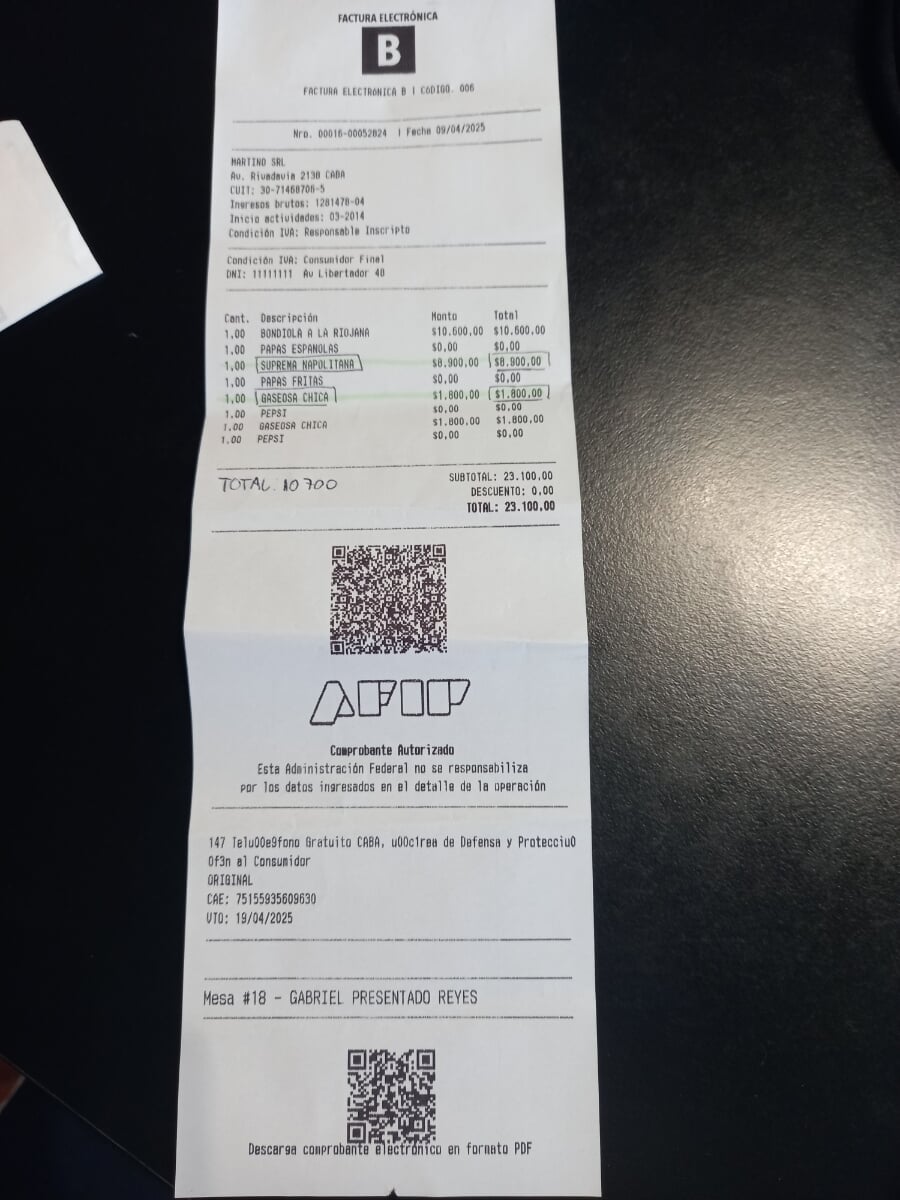 FACTURA ELECTRÓNICA
B
FACTURA ELECTRONICA B | CODIGO. 006
Nro. 00016-00052824 | Fecha 09/04/2025
MARTINO SRL
Av. Rivadavia 2138 CABA
CUIT: 30-71468706-5
Ingresos brutos: 1281478-04
Inicio actividades: 03-2014
Condición IVA: Responsable Inscripto
Condición IVA: Consumidor Final
DNI: 11111111 Av Libertador 48
Cant. Descripción Monto Total
1,00 BONDIOLA A LA RIOJANA $10.600,00 $10.600,00
1,00 PAPAS ESPANOLAS $0,00 $0,00
1,00 SUPREMA NAPOLITANA $8.900,00 $8.900,00
1,00 PAPAS FRITAS $0,00 $0,00
1,00 GASEOSA CHICA $1.800,00 $1.800,00
1,00 PEPSI $0,00 $0,00
1,00 GASEOSA CHICA $1.800,00 $1.800,00
1,00 PEPSI $0,00 $0,00
SUBTOTAL: 23.100,00
TOTAL: 10 700
DESCUENTO: 0,00
TOTAL: 23.100,00
AFIP
Comprobante Autorizado
Esta Administración Federal no se responsabiliza
por los datos ingresados en el detalle de la operación
147 Telu00e9fono Gratuito CABA, u00c1rea de Defensa y Protecciu0
0f3n al Consumidor
ORIGINAL
CAE: 75155935609630
VTO: 19/04/2025
Mesa #18 - GABRIEL PRESENTADO REYES
Descarga comprobante electrónico en formato PDF